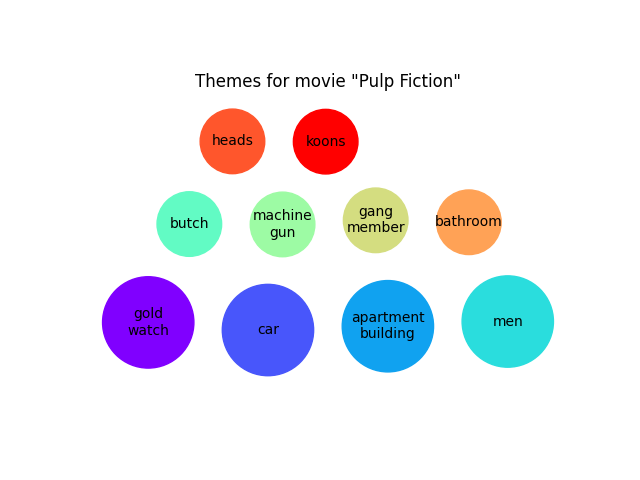 Themes for movie "Pulp Fiction"
heads
koons
butch
machine
gun
gang
member
bathroom
gold
watch
car
apartment
building
men